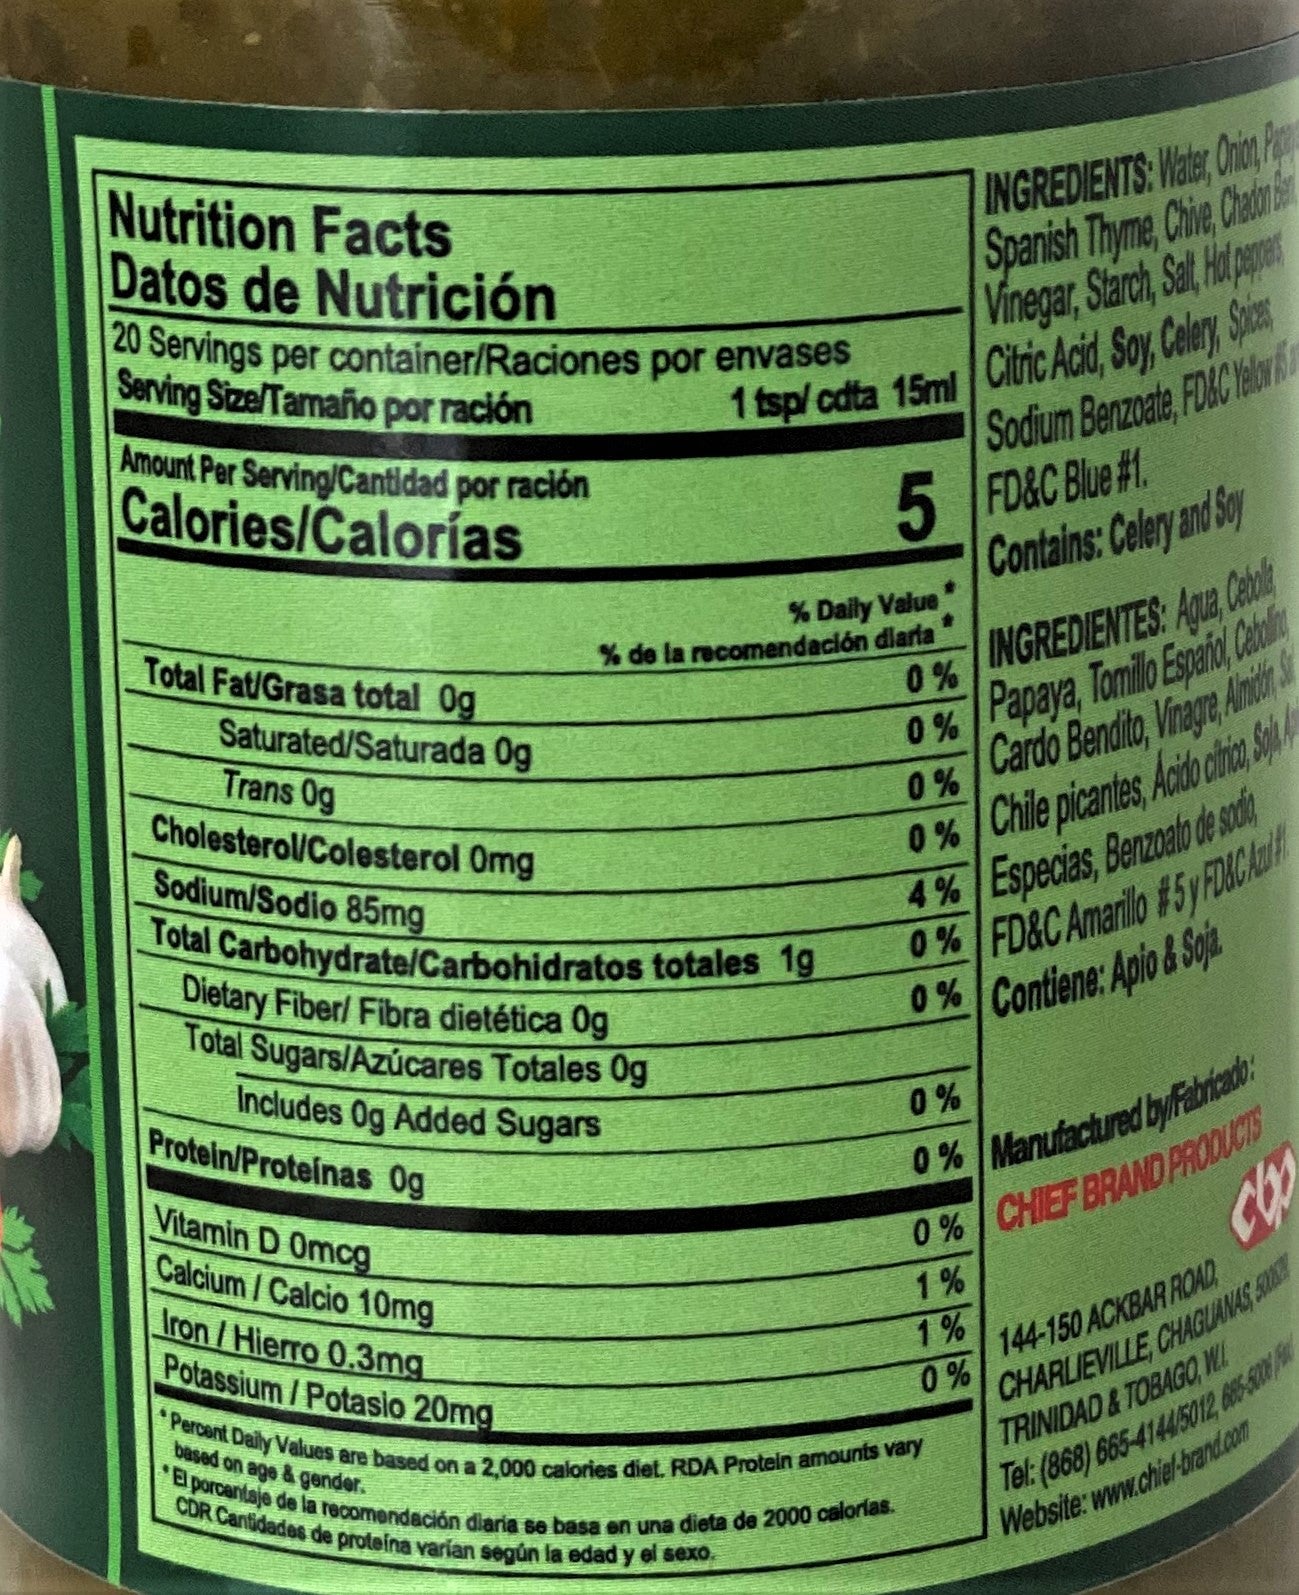 Nutrition Facts
Datos de Nutrición
20 Servings per container/Raciones por envases
Serving Size/Tamaño por ración 1 tsp/ cdta 15ml
Amount Per Serving/Cantidad por ración
Calories/Calorías 5
% Daily Value *
% de la recomendación diaria *
Total Fat/Grasa total 0g 0 %
Saturated/Saturada 0g 0 %
Trans 0g 0 %
Cholesterol/Colesterol 0mg 0 %
Sodium/Sodio 85mg 4 %
Total Carbohydrate/Carbohidratos totales 1g 0 %
Dietary Fiber/ Fibra dietética 0g 0 %
Total Sugars/Azúcares Totales 0g
Includes 0g Added Sugars 0 %
Protein/Proteínas 0g 0 %
Vitamin D 0mcg 0 %
Calcium / Calcio 10mg 1 %
Iron / Hierro 0.3mg 1 %
Potassium / Potasio 20mg 0 %
* Percent Daily Values are based on a 2,000 calories diet. RDA Protein amounts vary
based on age & gender.
* El porcentaje de la recomendación diaria se basa en una dieta de 2000 calorías.
CDR Cantidades de proteína varían según la edad y el sexo.
INGREDIENTS: Water, Onion,
Spanish Thyme, Chive, Chadon
Vinegar, Starch, Salt, Hot peppers,
Citric Acid, Soy, Celery, Spices,
Sodium Benzoate, FD&C Yellow #5
FD&C Blue #1.
Contains: Celery and Soy
INGREDIENTES: Agua, Cebolla,
Papaya, Tomillo Español, Cebollino,
Cardo Bendito, Vinagre, Almidón,
Chile picantes, Ácido cítrico, Soja,
Especias, Benzoato de sodio,
FD&C Amarillo #5 y FD&C Azul #1.
Contiene: Apio & Soja.
Manufactured by/Fabricado:
CHIEF BRAND PRODUCTS
cbp
144-150 ACKBAR ROAD,
CHARLIEVILLE, CHAGUANAS,
TRINIDAD & TOBAGO, W.I.
Tel: (868) 665-4144/5012, 665-5006
Website: www.chief-brand.com